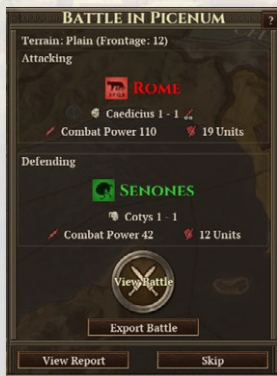 BATTLE IN PICENUM
?
Terrain: Plain (Frontage: 12)
Attacking
ROME
Caedicius 1 - 1
Combat Power 110 19 Units
Defending
SENONES
Cotys 1 - 1
Combat Power 42 12 Units
View Battle
Export Battle
View Report Skip